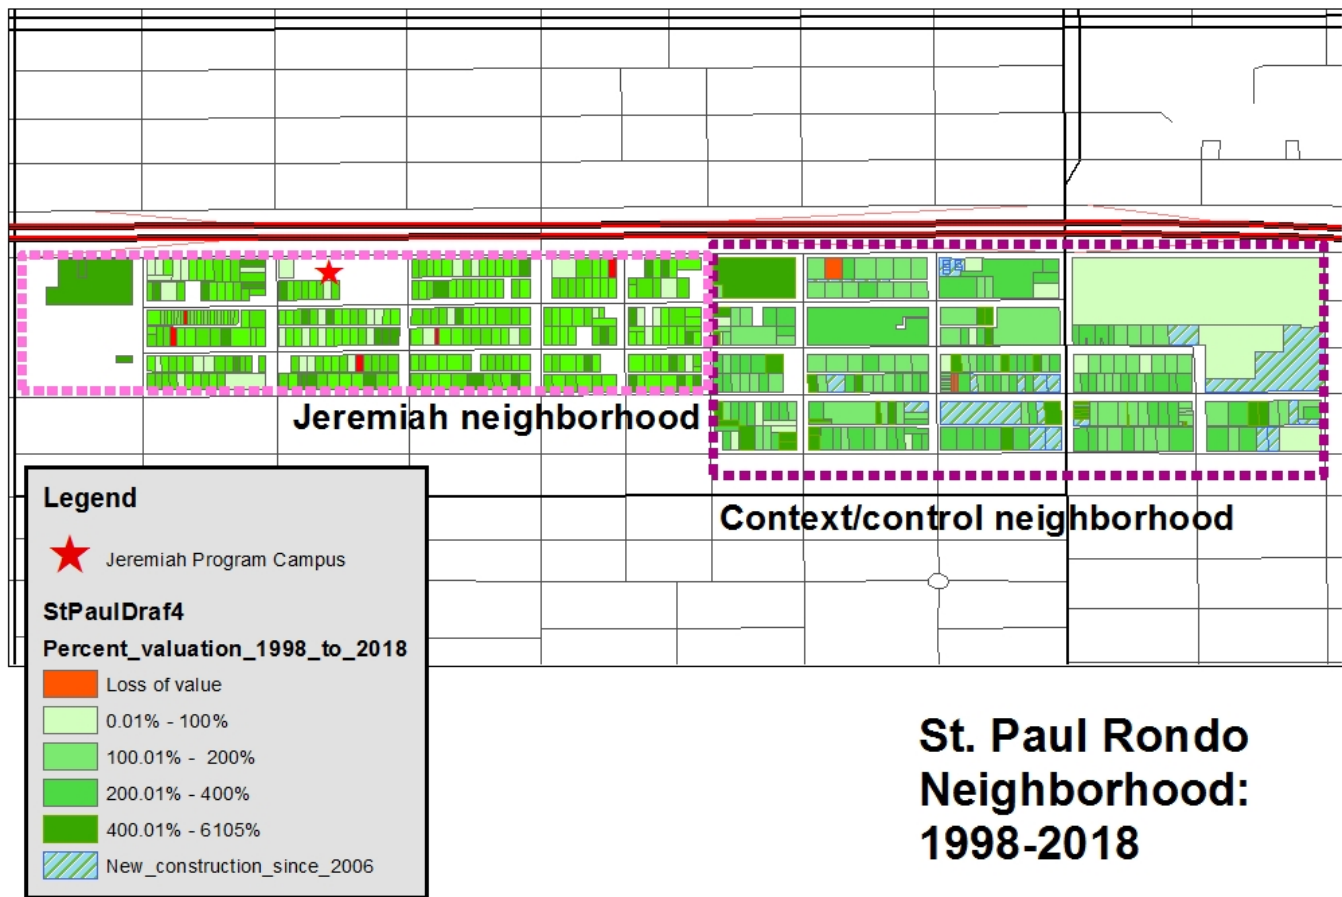 Jeremiah neighborhood
Context/control neighborhood
Legend
Jeremiah Program Campus
StPaulDraf4
Percent_valuation_1998_to_2018
Loss of value
0.01% - 100%
100.01% - 200%
200.01% - 400%
400.01% - 6105%
New_construction_since_2006
St. Paul Rondo
Neighborhood:
1998-2018